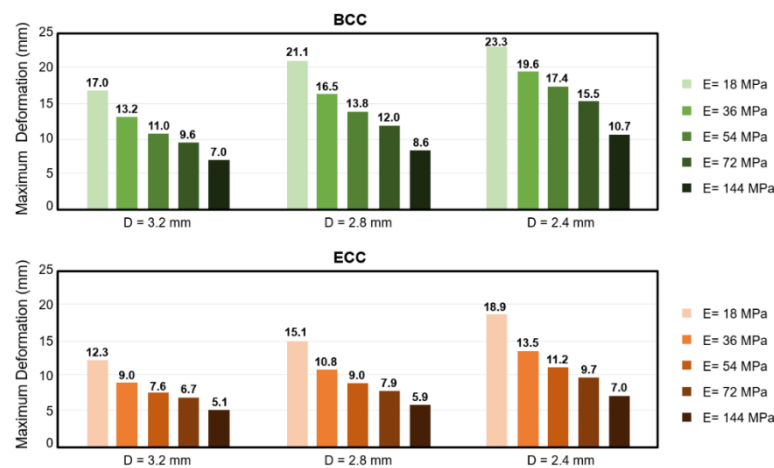 BCC
Maximum Deformation (mm)
25
20
15
10
5
0
17.0
13.2
11.0
9.6
7.0
21.1
16.5
13.8
12.0
8.6
23.3
19.6
17.4
15.5
10.7
D = 3.2 mm
D = 2.8 mm
D = 2.4 mm
E= 18 MPa
E= 36 MPa
E= 54 MPa
E= 72 MPa
E= 144 MPa
ECC
Maximum Deformation (mm)
25
20
15
10
5
0
12.3
9.0
7.6
6.7
5.1
15.1
10.8
9.0
7.9
5.9
18.9
13.5
11.2
9.7
7.0
D = 3.2 mm
D = 2.8 mm
D = 2.4 mm
E= 18 MPa
E= 36 MPa
E= 54 MPa
E= 72 MPa
E= 144 MPa